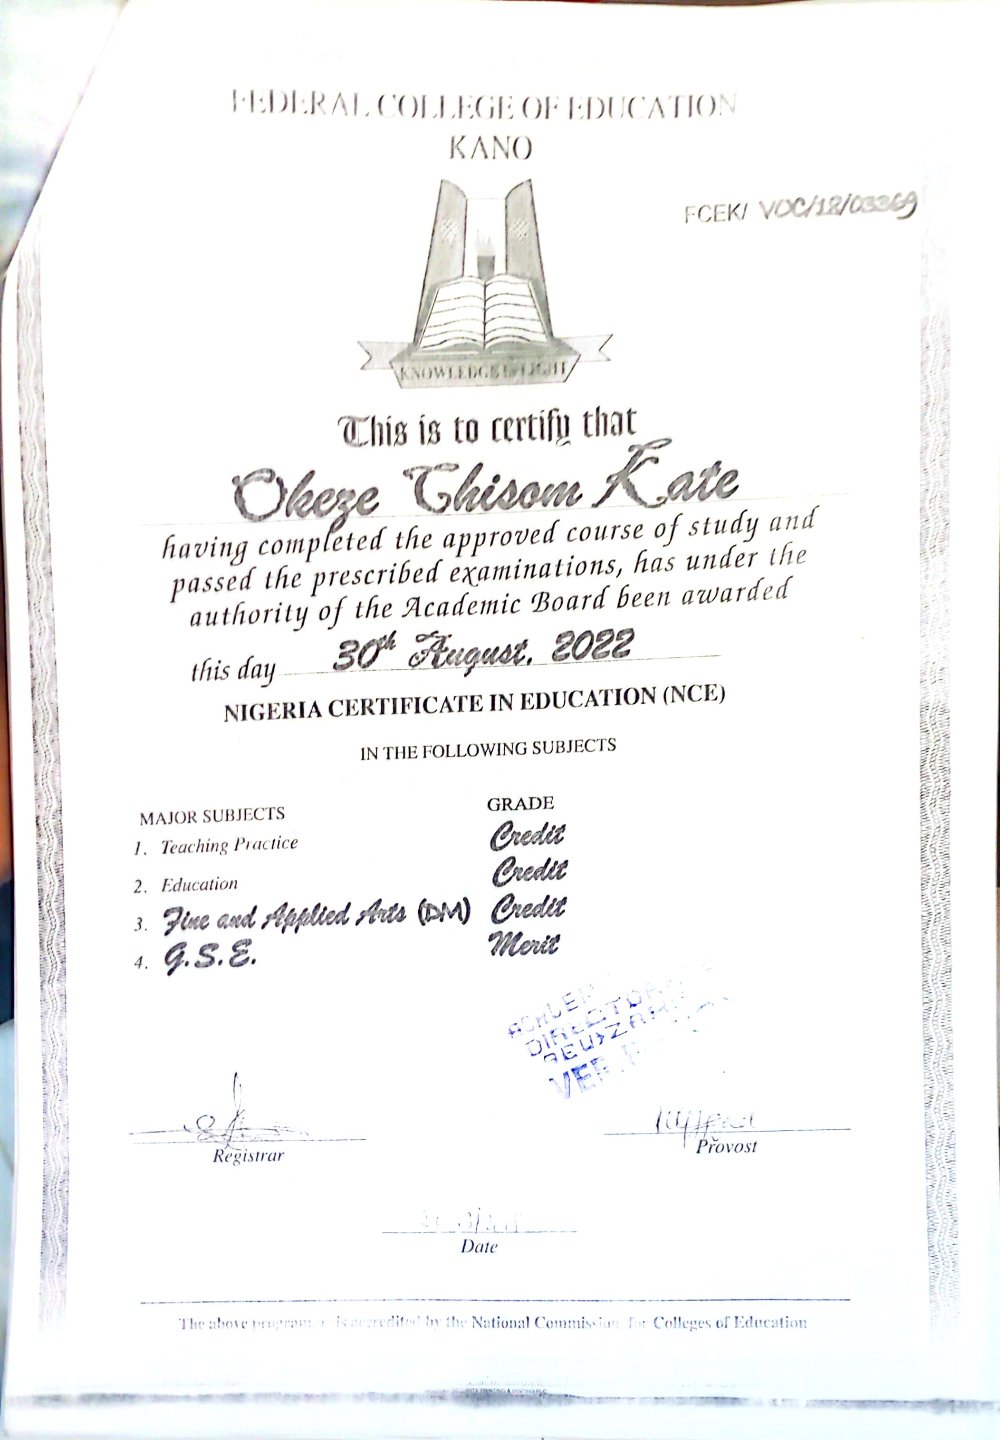 FEDERAL COLLEGE OF EDUCATION
KANO
FCEK/ VOC/18/03369
KNOWLEDGE IS LIGHT
This is to certify that
Okeze Chisom Kate
having completed the approved course of study and
passed the prescribed examinations, has under the
authority of the Academic Board been awarded
this day 30th August, 2022
NIGERIA CERTIFICATE IN EDUCATION (NCE)
IN THE FOLLOWING SUBJECTS
MAJOR SUBJECTS GRADE
1. Teaching Practice Credit
2. Education Credit
3. Fine and Applied Arts (DM) Credit
4. G.S.E. Merit
Registrar
Provost
Date
The above programme is accredited by the National Commission for Colleges of Education